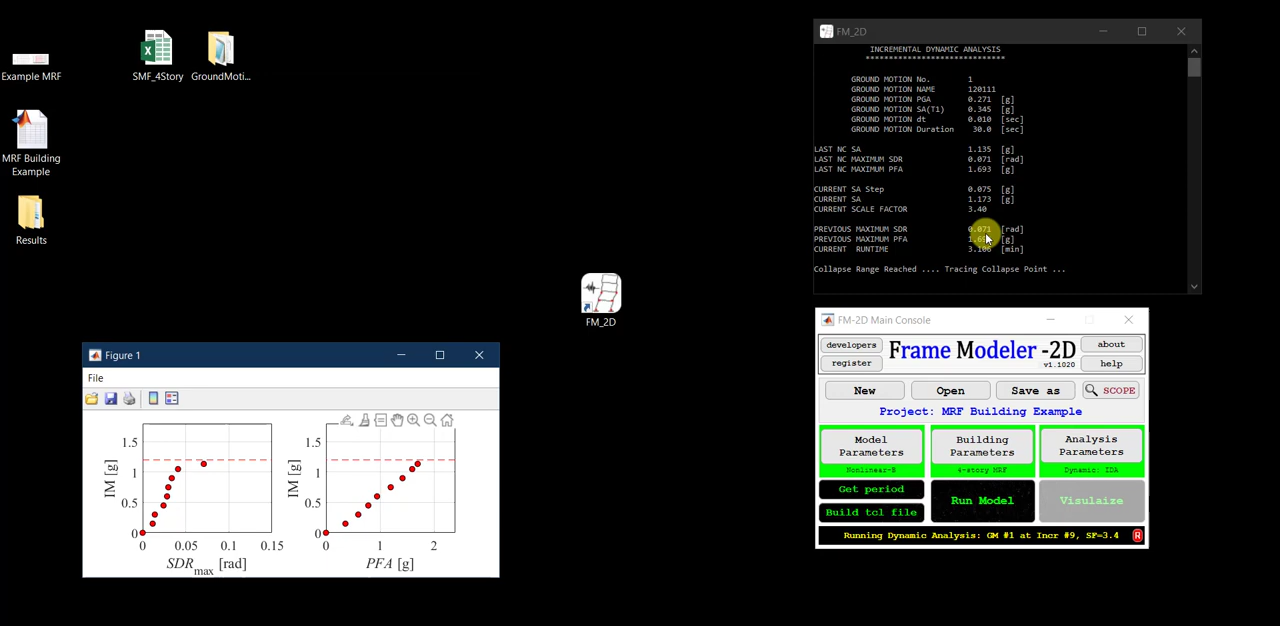 Example MRF
SMF_4Story
GroundMoti...
MRF Building
Example
Results
FM_2D
FM_2D
INCREMENTAL DYNAMIC ANALYSIS
*****************************
GROUND MOTION No. 1
GROUND MOTION NAME 120111
GROUND MOTION PGA 0.271 [g]
GROUND MOTION SA(T1) 0.345 [g]
GROUND MOTION dt 0.010 [sec]
GROUND MOTION Duration 30.0 [sec]
LAST NC SA 1.135 [g]
LAST NC MAXIMUM SDR 0.071 [rad]
LAST NC MAXIMUM PFA 1.693 [g]
CURRENT SA Step 0.075 [g]
CURRENT SA 1.173 [g]
CURRENT SCALE FACTOR 3.40
PREVIOUS MAXIMUM SDR 0.071 [rad]
PREVIOUS MAXIMUM PFA [g]
CURRENT RUNTIME 3.106 [min]
Collapse Range Reached .... Tracing Collapse Point ...
Figure 1
File
1.5
1
0.5
0
IM [g]
0 0.05 0.1 0.15
SDRmax [rad]
1.5
1
0.5
0
IM [g]
0 1 2
PFA [g]
FM-2D Main Console
developers
register
Frame Modeler -2D
v1.1020
about
help
New Open Save as SCOPE
Project: MRF Building Example
Model
Parameters
Nonlinear-B
Building
Parameters
4-story MRF
Analysis
Parameters
Dynamic: IDA
Get period
Build tcl file
Run Model
Visulaize
Running Dynamic Analysis: GM #1 at Incr #9, SF=3.4
R